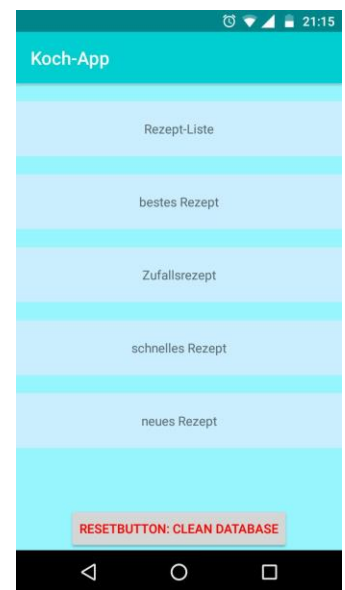 21:15
Koch-App
Rezept-Liste
bestes Rezept
Zufallsrezept
schnelles Rezept
neues Rezept
RESETBUTTON: CLEAN DATABASE